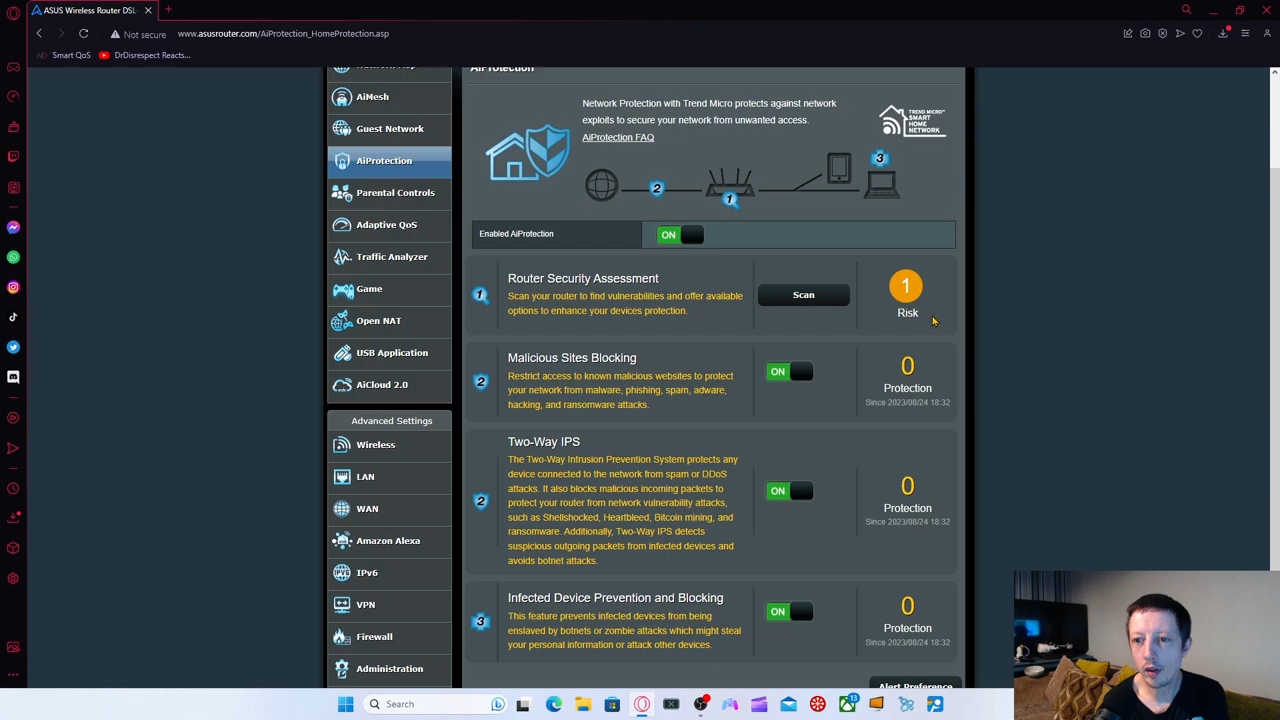 ASUS Wireless Router DSL-
Not secure
www.asusrouter.com/AiProtection_HomeProtection.asp
Smart QoS
DrDisrespect Reacts...
AiProtection
AiMesh
Guest Network
AiProtection
Parental Controls
Adaptive QoS
Traffic Analyzer
Game
Open NAT
USB Application
AiCloud 2.0
Advanced Settings
Wireless
LAN
WAN
Amazon Alexa
IPv6
VPN
Firewall
Administration
Network Protection with Trend Micro protects against network
exploits to secure your network from unwanted access.
AiProtection FAQ
TREND MICRO™
SMART
HOME
NETWORK
2
1
3
Enabled AiProtection
ON
1
Router Security Assessment
Scan your router to find vulnerabilities and offer available
options to enhance your devices protection.
Scan
1
Risk
2
Malicious Sites Blocking
Restrict access to known malicious websites to protect
your network from malware, phishing, spam, adware,
hacking, and ransomware attacks.
ON
0
Protection
Since 2023/08/24 18:32
2
Two-Way IPS
The Two-Way Intrusion Prevention System protects any
device connected to the network from spam or DDoS
attacks. It also blocks malicious incoming packets to
protect your router from network vulnerability attacks,
such as Shellshocked, Heartbleed, Bitcoin mining, and
ransomware. Additionally, Two-Way IPS detects
suspicious outgoing packets from infected devices and
avoids botnet attacks.
ON
0
Protection
Since 2023/08/24 18:32
3
Infected Device Prevention and Blocking
This feature prevents infected devices from being
enslaved by botnets or zombie attacks which might steal
your personal information or attack other devices.
ON
0
Protection
Since 2023/08/24 18:32
Alert Preference
Search
13